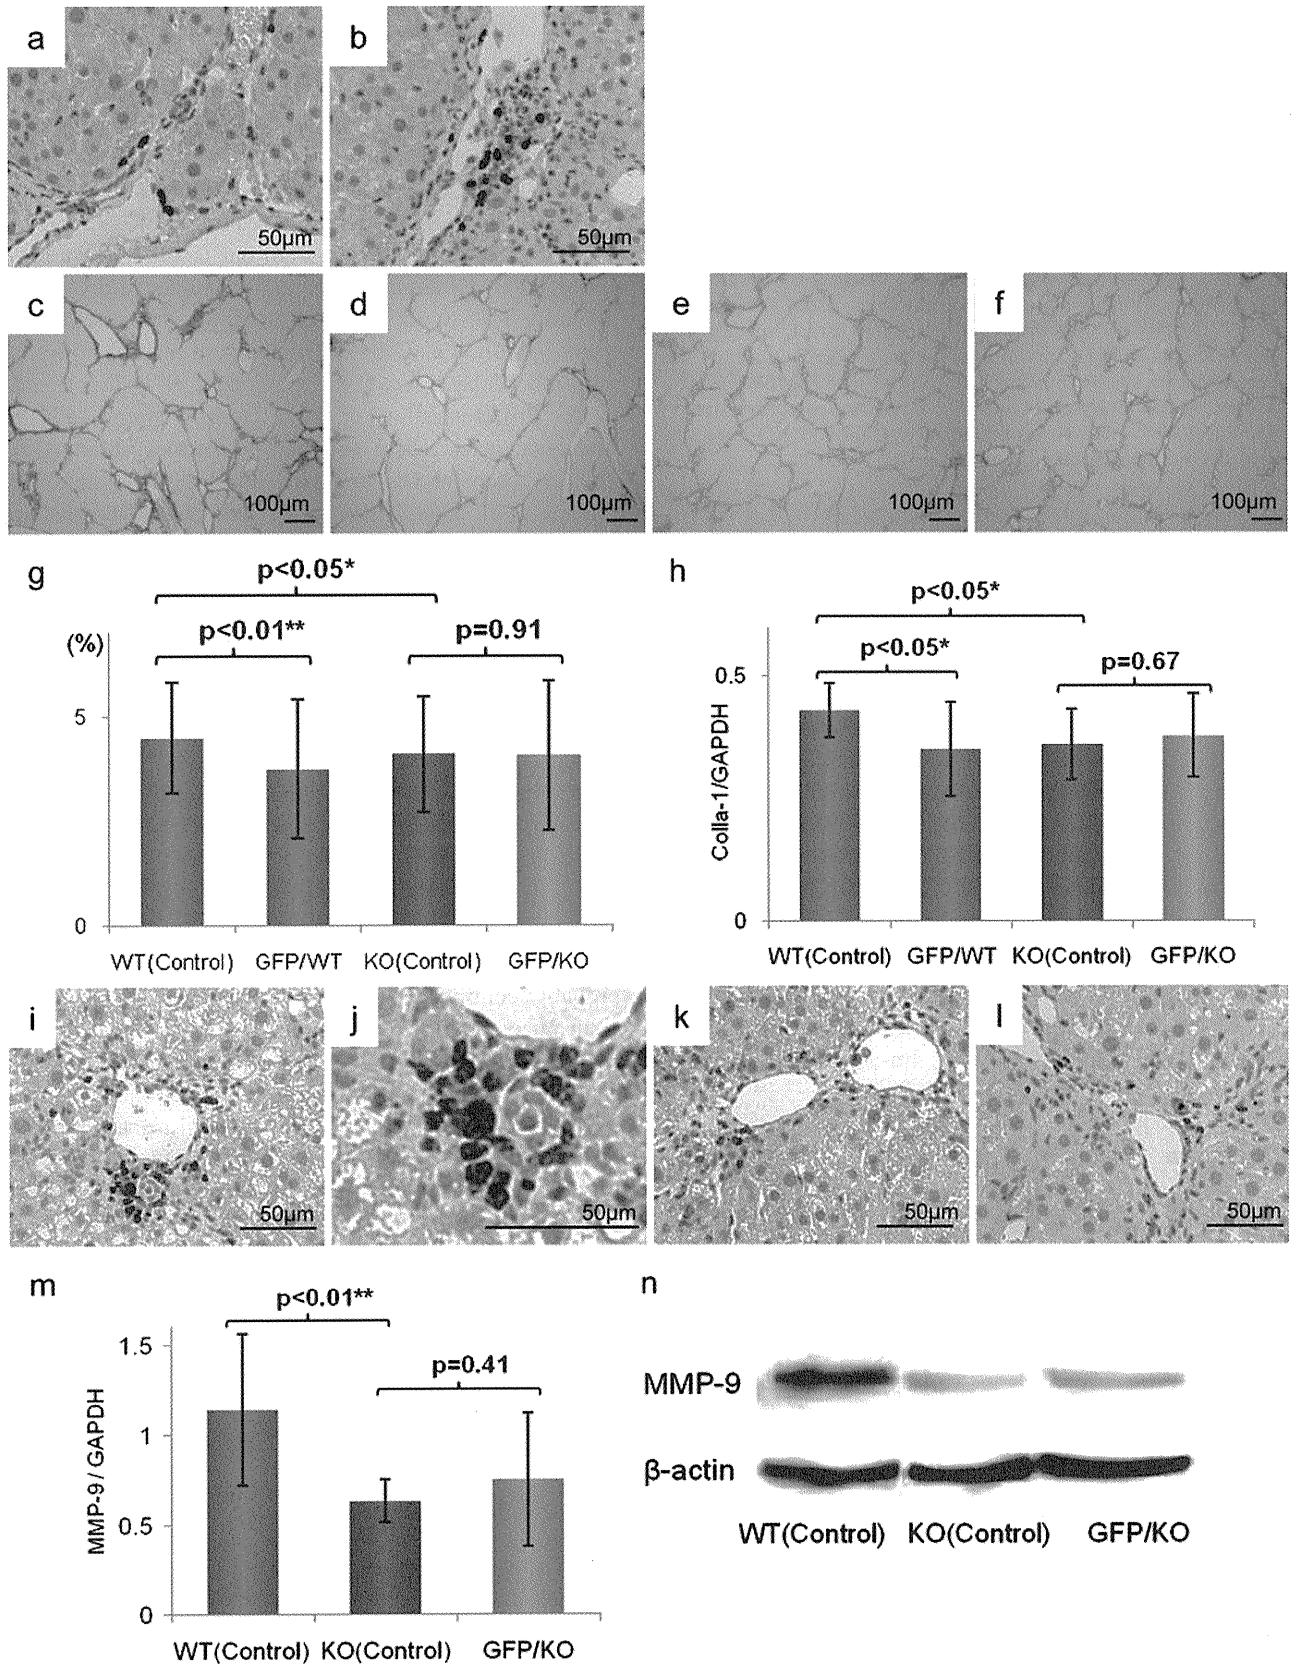 a b
50µm 50µm
c d e f
100µm 100µm 100µm 100µm
g
p<0.05*
(%) p<0.01** p=0.91
5
0
WT(Control) GFP/WT KO(Control) GFP/KO
h
p<0.05*
p<0.05* p=0.67
0.5
Colla-1/GAPDH
0
WT(Control) GFP/WT KO(Control) GFP/KO
i j k l
50µm 50µm 50µm 50µm
m
p<0.01**
1.5
p=0.41
1
MMP-9 / GAPDH
0.5
0
WT(Control) KO(Control) GFP/KO
n
MMP-9
β-actin
WT(Control) KO(Control) GFP/KO